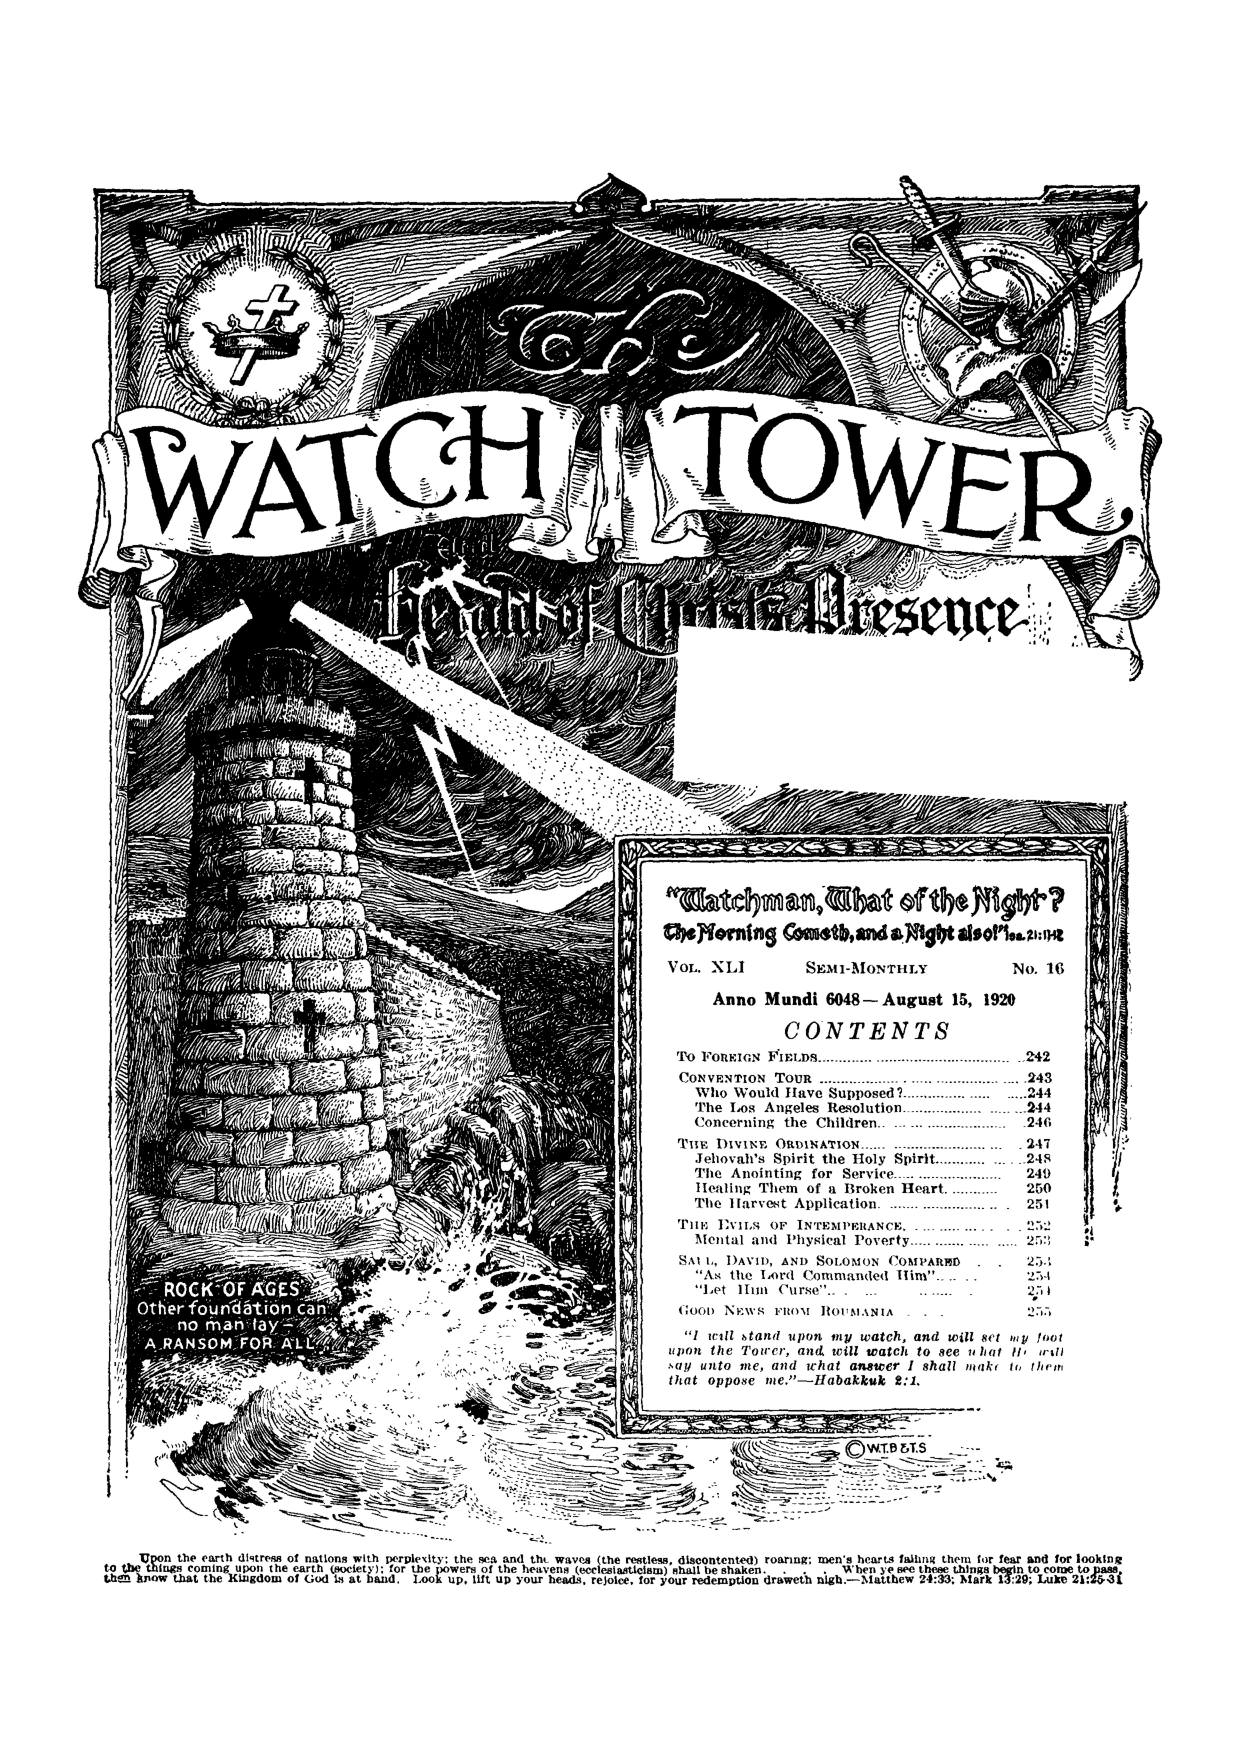 The
WATCH TOWER
and
Herald of Christ's Presence
"Watchman, What of the Night?
The Morning Cometh, and a Night also!" Isa. 21:11-12
VOL. XLI SEMI-MONTHLY No. 16
Anno Mundi 6048—August 15, 1920
CONTENTS
TO FOREIGN FIELDS 242
CONVENTION TOUR 243
Who Would Have Supposed? 244
The Los Angeles Resolution 244
Concerning the Children 246
THE DIVINE ORDINATION 247
Jehovah's Spirit the Holy Spirit 248
The Anointing for Service 249
Healing Them of a Broken Heart 250
The Harvest Application 251
THE EVILS OF INTEMPERANCE 252
Mental and Physical Poverty 253
SAUL, DAVID, AND SOLOMON COMPARED 254
"As the Lord Commanded Him" 254
"Let Him Curse" 254
GOOD NEWS FROM ROUMANIA 255
"I will stand upon my watch, and will set my foot
upon the Tower, and will watch to see what He will
say unto me, and what answer I shall make to them
that oppose me."—Habakkuk 2:1.
ROCK OF AGES
Other foundation can
no man lay—
A RANSOM FOR ALL
© W.T.B & T.S
Upon the earth distress of nations with perplexity; the sea and the waves (the restless, discontented) roaring; men's hearts failing them for fear and for looking
to the things coming upon the earth (society); for the powers of the heavens (ecclesiasticism) shall be shaken. . . . When ye see these things begin to come to pass,
then know that the Kingdom of God is at hand. Look up, lift up your heads, rejoice, for your redemption draweth nigh.—Matthew 24:33; Mark 13:29; Luke 21:25-31